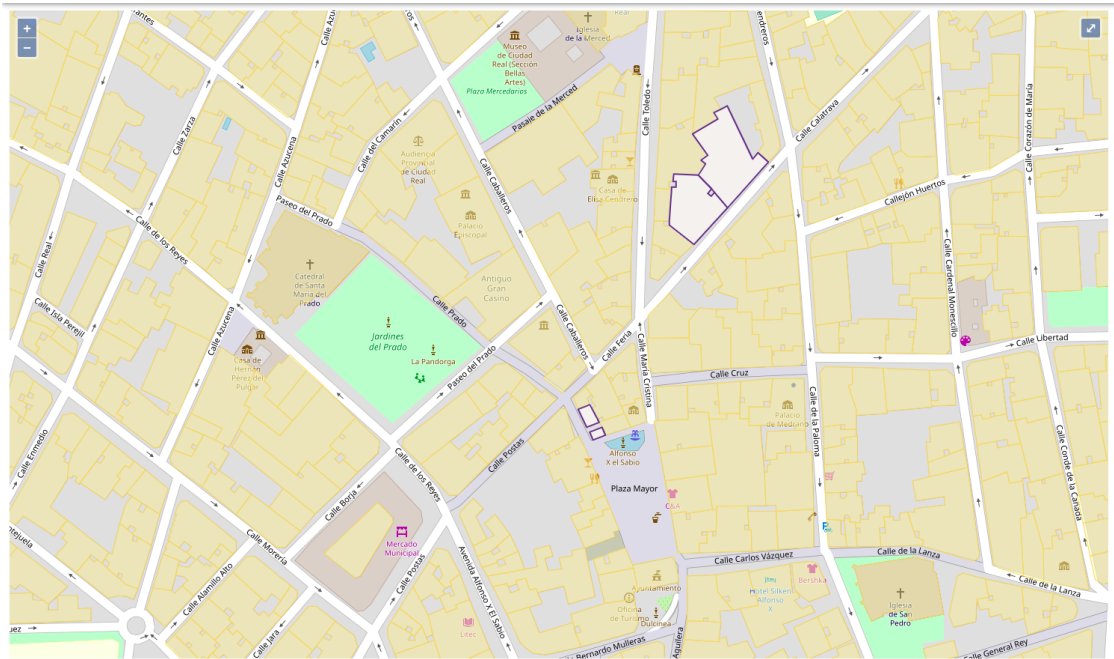 +
−
Calle Azu
Real
Iglesia
de la Merced
Museo
de Ciudad
Real (Sección
Bellas
Artes)
Plaza Mercedarios
Pasaje de la Merced
Calle Toledo
Calle Calatrava
Calle Corazón de María
Calle Zarza
Calle Azucena
Calle del Camarín
Audiencia
Provincial
de Ciudad
Real
Calle Caballeros
Casa de
Elisa Cendrero
Callejón Huertos
Paseo del Prado
Palacio
Episcopal
Calle de los Reyes
Calle Real
Catedral
de Santa
María del
Prado
Antiguo
Gran
Casino
Calle Cardenal Monescillo
Calle Isla Perejil
Calle Azucena
Calle Prado
Jardines
del Prado
La Pandorga
Paseo del Prado
Calle Caballeros
Calle Feria
Calle María Cristina
Calle Libertad
Casa de
Hernán
Pérez del
Pulgar
Calle Cruz
Palacio
de Medrano
Calle de la Paloma
Calle Enmedio
Calle Postas
Alfonso
X el Sabio
Calle Conde de la Cañada
Calle de los Reyes
Plaza Mayor
C&A
Calle Borja
Mercado
Municipal
Calle Morería
Calle Postas
Calle Carlos Vázquez
Calle de la Lanza
Calle Alamillo Alto
Avenida Alfonso X El Sabio
Ayuntamiento
Bershka
Hotel Silken
Alfonso
X
Calle de la Lanza
Oficina
de Turismo
Dulcinea
Iglesia
de San
Pedro
Litec
Calle Jara
Bernardo Mulleras
Aguilera
Calle General Rey